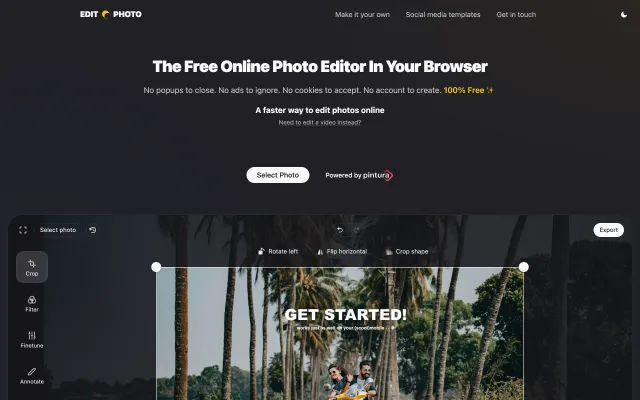 EDIT PHOTO
Make it your own
Social media templates
Get in touch
The Free Online Photo Editor In Your Browser
No popups to close. No ads to ignore. No cookies to accept. No account to create. 100% Free ✨
A faster way to edit photos online
Need to edit a video instead?
Select Photo
Powered by pintura
Select photo
Export
Rotate left
Flip horizontal
Crop shape
Crop
Filter
Finetune
Annotate
GET STARTED!
works just as well on your (scoot)mobile